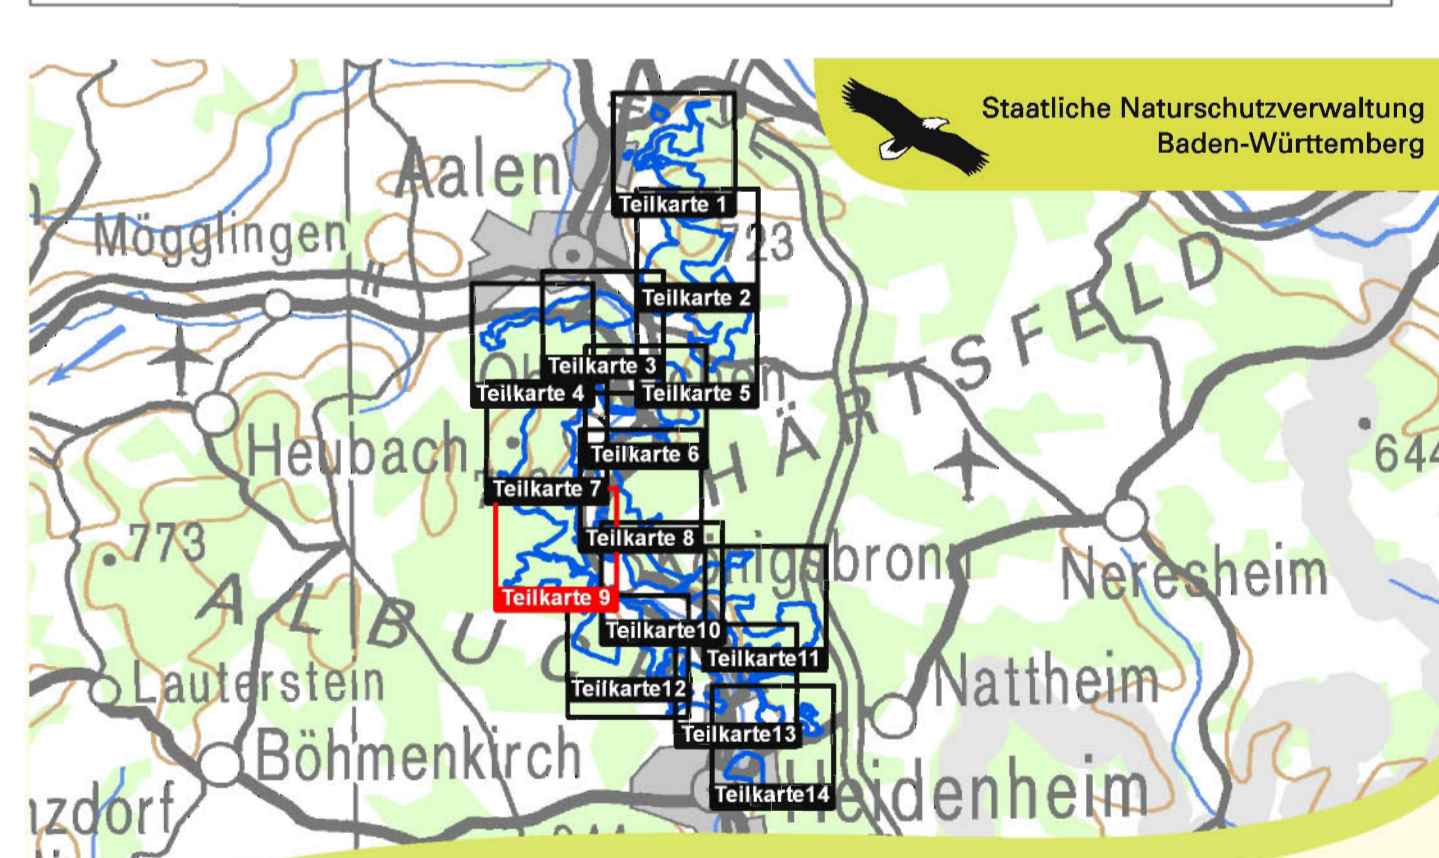 Staatliche Naturschutzverwaltung
Baden-Württemberg
Aalen
Teilkarte 1
Mögglingen
723
Teilkarte 2
HÄRTSFELD
Teilkarte 3
Teilkarte 4
Teilkarte 5
Heubach
Teilkarte 6
644
Teilkarte 7
773
Teilkarte 8
Königsbronn
Neresheim
Teilkarte 9
ALBUC
Teilkarte10
Teilkarte11
Lauterstein
Nattheim
Teilkarte12
Teilkarte13
Böhmenkirch
Heidenheim
Teilkarte14
nzdorf